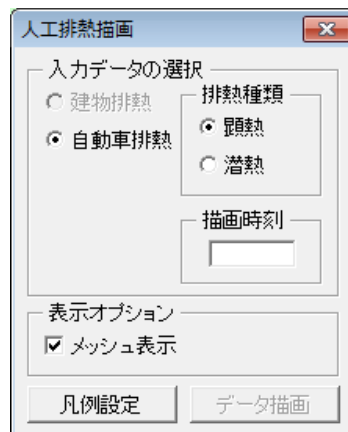 人工排熱描画
入力データの選択
建物排熱
自動車排熱
排熱種類
顕熱
潜熱
描画時刻
表示オプション
メッシュ表示
凡例設定
データ描画